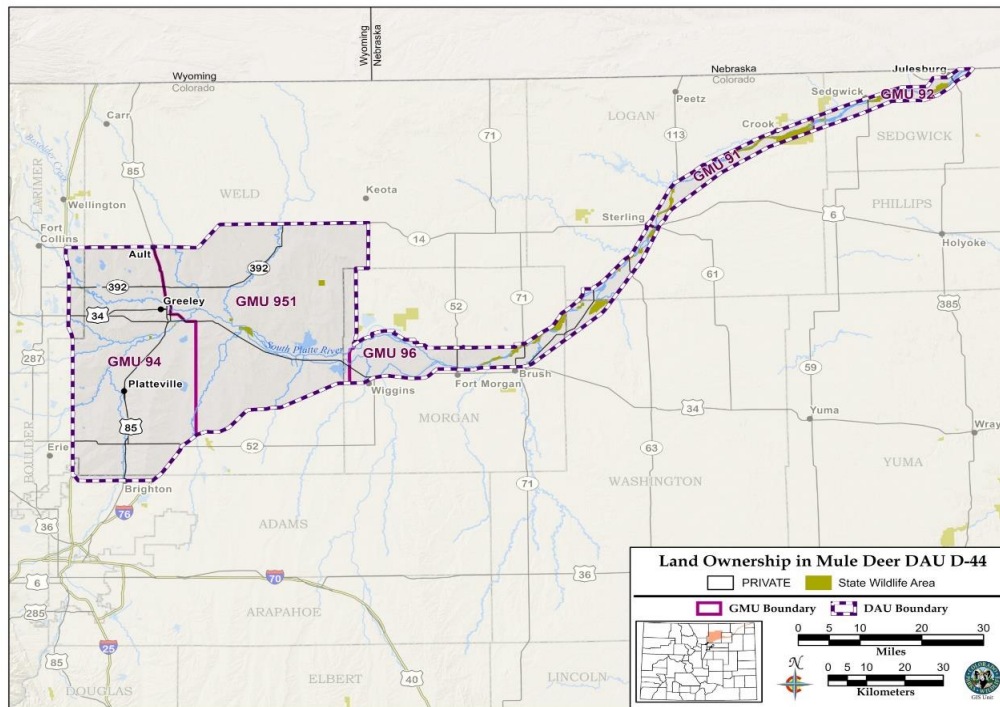 Wyoming
Nebraska
Wyoming
Colorado
Nebraska
Colorado
Julesburg
GMU 92
Sedgwick
Peetz
LOGAN
Crook
SEDGWICK
Carr
71
113
85
GMU 91
LARIMER
WELD
Keota
Wellington
Sterling
6
PHILLIPS
Fort
Collins
14
Holyoke
Ault
392
392
61
Greeley
GMU 951
52
71
385
34
South Platte River
287
GMU 94
GMU 96
59
Platteville
Wiggins
Fort Morgan
Brush
34
85
MORGAN
Yuma
Wray
Erie
52
63
BOULDER
YUMA
Brighton
71
WASHINGTON
76
36
ADAMS
6
70
36
285
ARAPAHOE
25
85
ELBERT
40
LINCOLN
DOUGLAS
Land Ownership in Mule Deer DAU D-44
PRIVATE
State Wildlife Area
GMU Boundary
DAU Boundary
0 5 10 20 30
Miles
N
0 5 10 20 30
Kilometers
GIS Unit